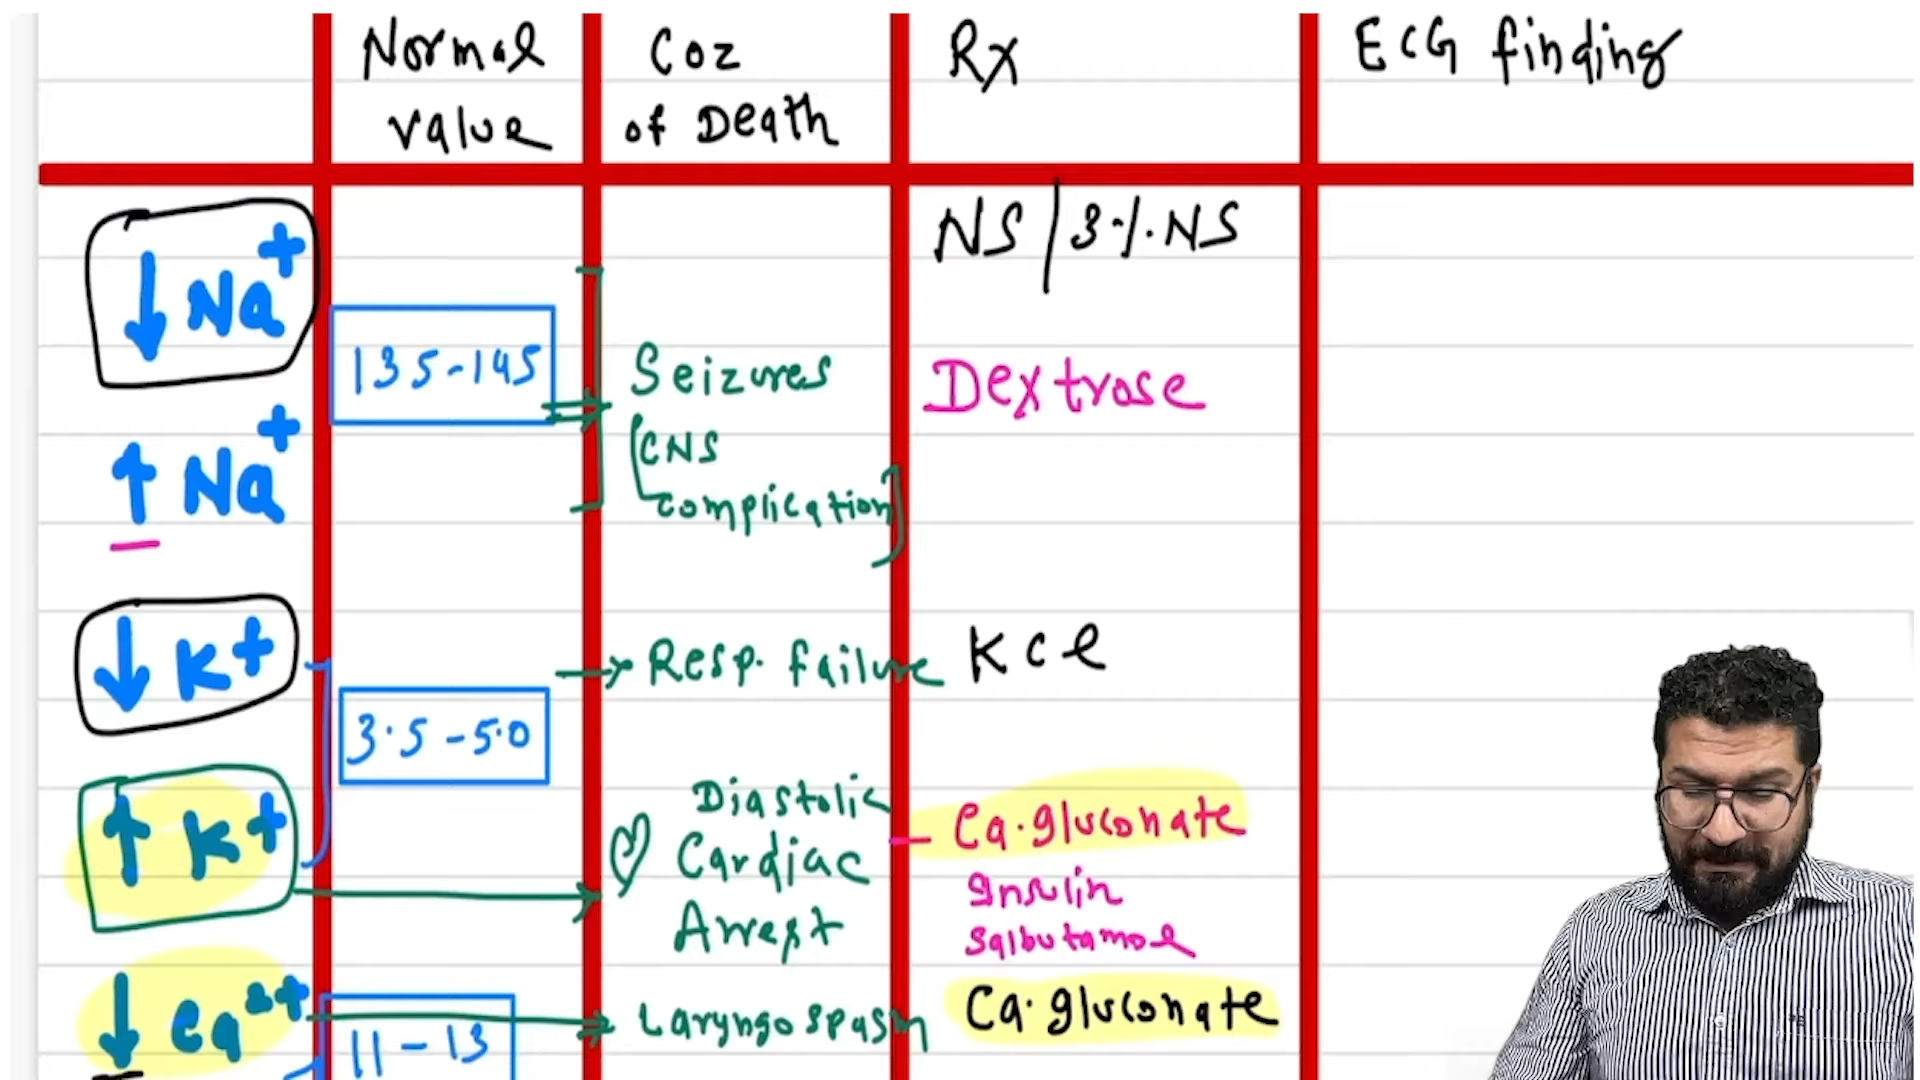 Normal value
Coz of Death
Rx
ECG finding
↓ Na+
135-145
NS / 3% NS
Seizures
(CNS complication)
Dextrose
↑ Na+
↓ K+
3.5-5.0
→ Resp. failure
KCl
↑ K+
Diastolic
Cardiac
Arrest
Ca. gluconate
Insulin
Salbutamol
↓ Ca2+
11-13
Laryngospasm
Ca. gluconate